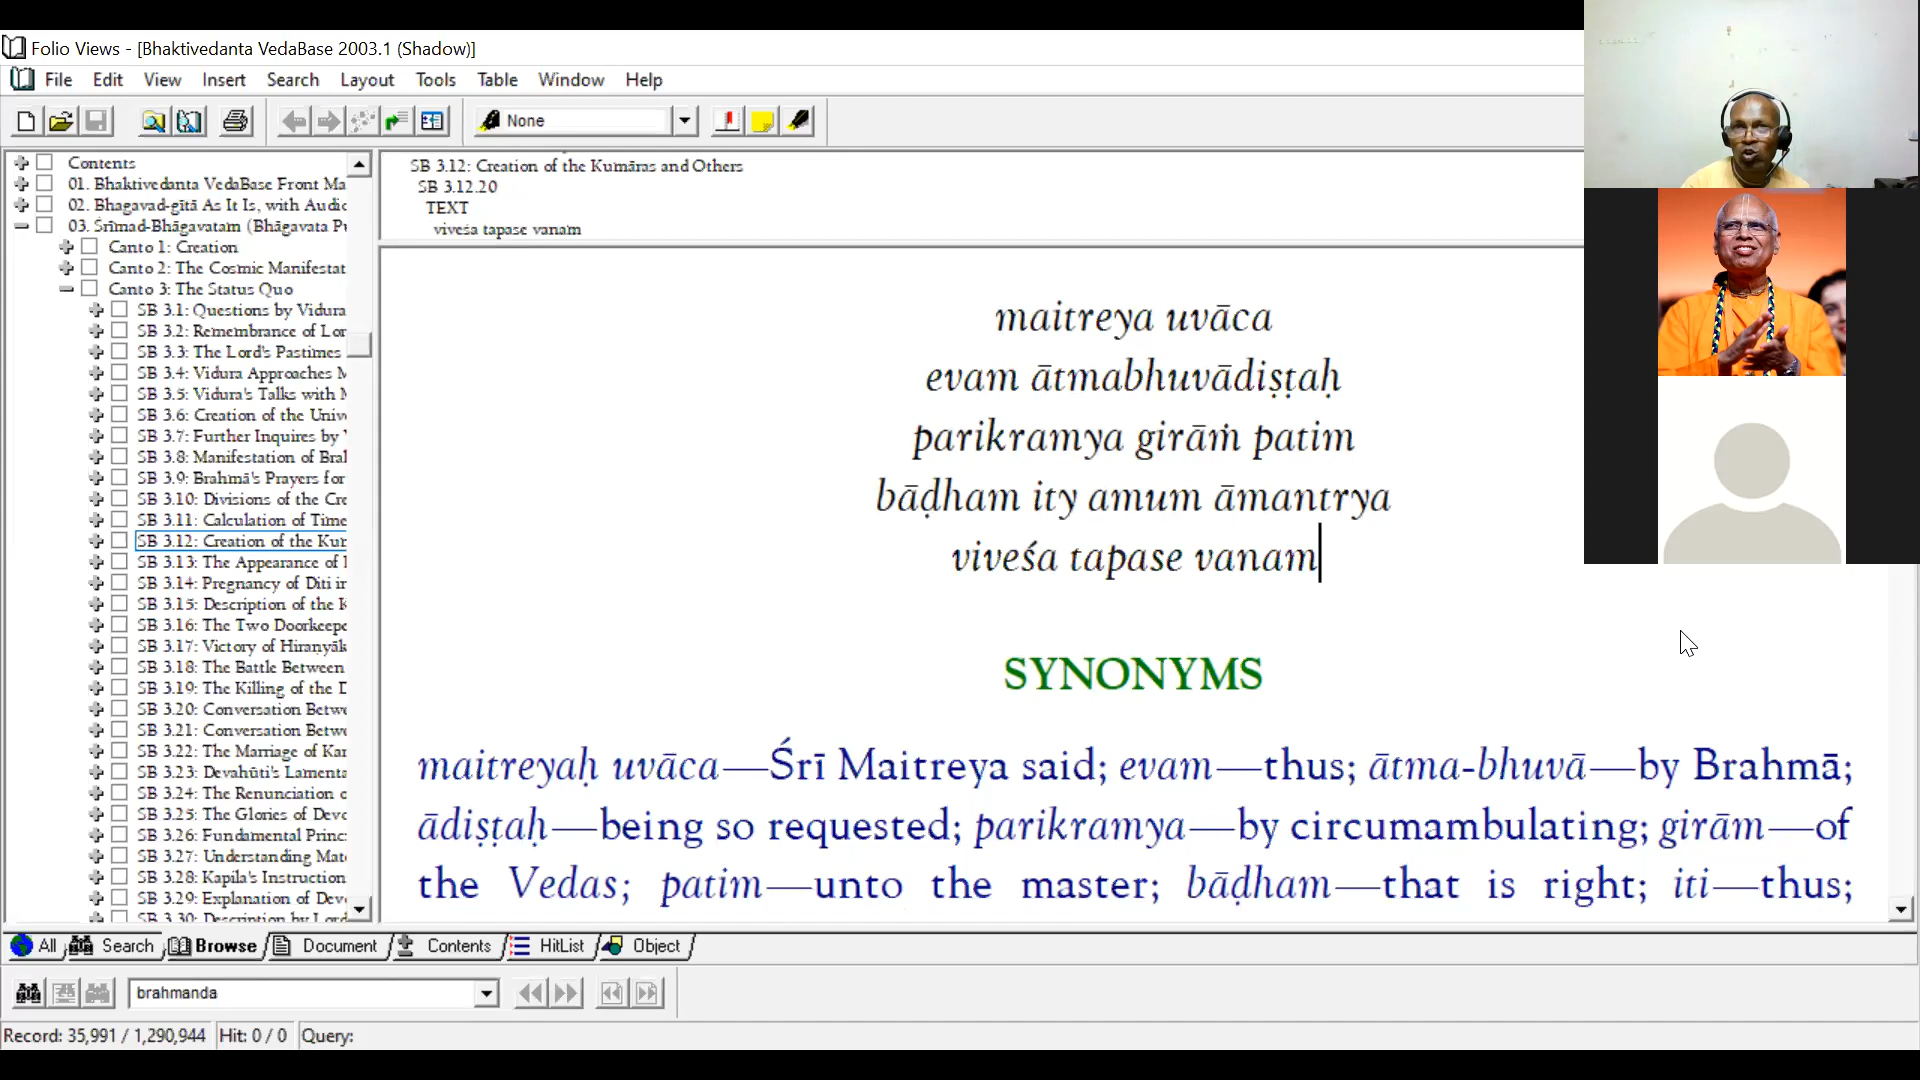 Folio Views - [Bhaktivedanta VedaBase 2003.1 (Shadow)]
File Edit View Insert Search Layout Tools Table Window Help
None
Contents
01. Bhaktivedanta VedaBase Front Ma
02. Bhagavad-gītā As It Is, with Audio
03. Śrīmad-Bhāgavatam (Bhāgavata Pu
Canto 1: Creation
Canto 2: The Cosmic Manifestat
Canto 3: The Status Quo
SB 3.1: Questions by Vidura
SB 3.2: Remembrance of Lor
SB 3.3: The Lord's Pastimes
SB 3.4: Vidura Approaches M
SB 3.5: Vidura's Talks with M
SB 3.6: Creation of the Univ
SB 3.7: Further Inquires by V
SB 3.8: Manifestation of Bral
SB 3.9: Brahmā's Prayers for
SB 3.10: Divisions of the Cre
SB 3.11: Calculation of Time
SB 3.12: Creation of the Kur
SB 3.13: The Appearance of I
SB 3.14: Pregnancy of Diti in
SB 3.15: Description of the K
SB 3.16: The Two Doorkeepe
SB 3.17: Victory of Hiraṇyāk
SB 3.18: The Battle Between
SB 3.19: The Killing of the D
SB 3.20: Conversation Betwe
SB 3.21: Conversation Betwe
SB 3.22: The Marriage of Kar
SB 3.23: Devahūti's Lamenta
SB 3.24: The Renunciation o
SB 3.25: The Glories of Devo
SB 3.26: Fundamental Princ
SB 3.27: Understanding Mate
SB 3.28: Kapila's Instruction
SB 3.29: Explanation of Dev
SB 3.30: Description by Lord
SB 3.12: Creation of the Kumāras and Others
SB 3.12.20
TEXT
viveśa tapase vanam
maitreya uvāca
evam ātmabhuvādiṣṭaḥ
parikramya girāṁ patim
bāḍham ity amum āmantrya
viveśa tapase vanam
SYNONYMS
maitreyaḥ uvāca—Śrī Maitreya said; evam—thus; ātma-bhuvā—by Brahmā;
ādiṣṭaḥ—being so requested; parikramya—by circumambulating; girām—of
the Vedas; patim—unto the master; bāḍham—that is right; iti—thus;
All Search Browse Document Contents HitList Object
brahmanda
Record: 35,991 / 1,290,944 Hit: 0 / 0 Query: